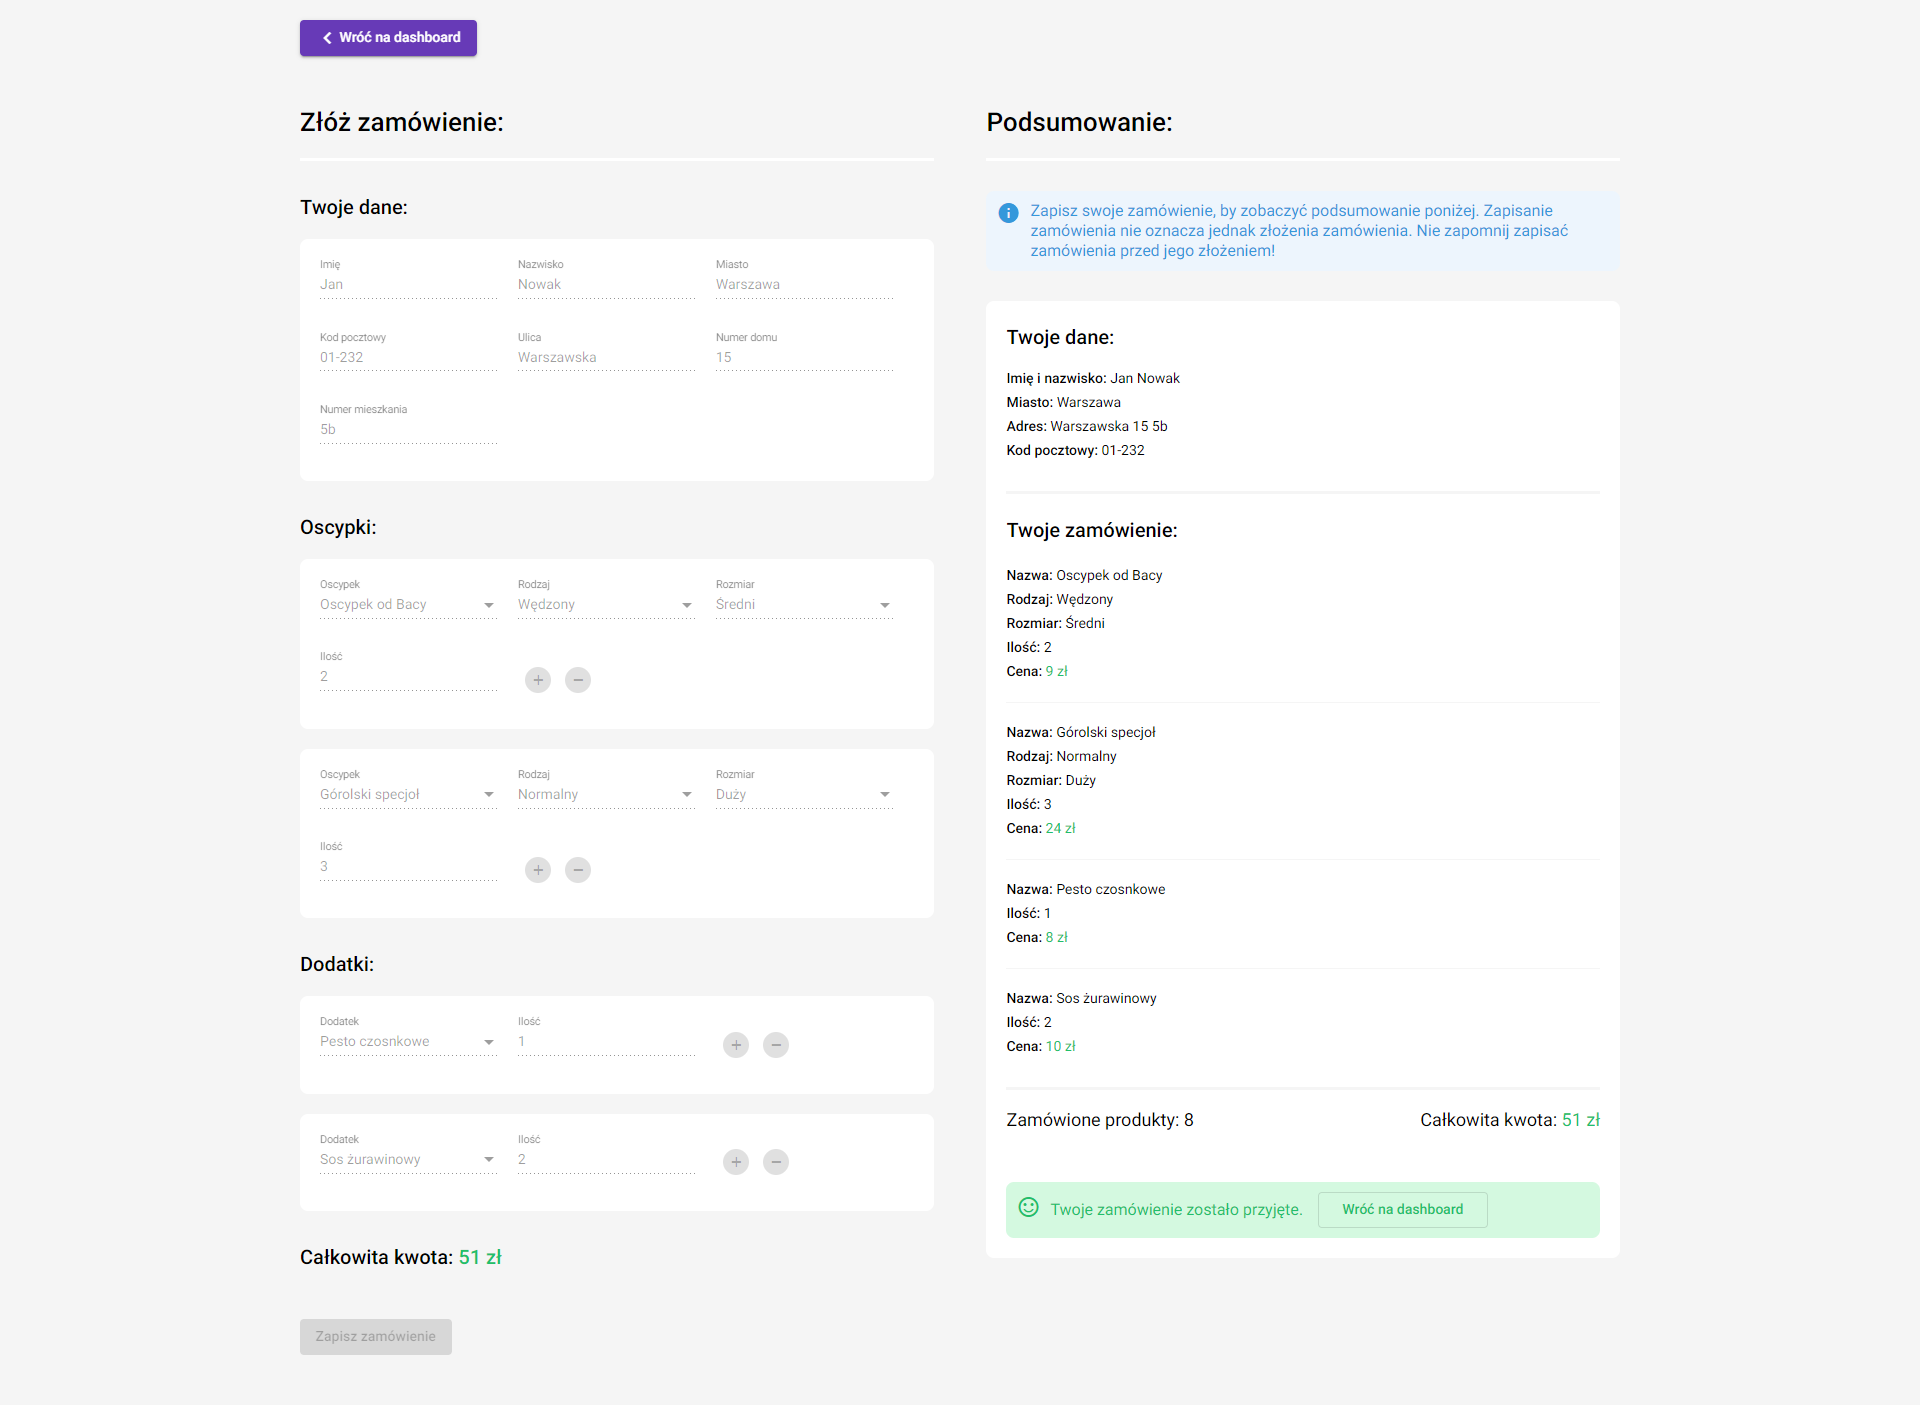 Wróć na dashboard
Złóż zamówienie:
Twoje dane:
Imię
Jan
Nazwisko
Nowak
Miasto
Warszawa
Kod pocztowy
01-232
Ulica
Warszawska
Numer domu
15
Numer mieszkania
5b
Oscypki:
Oscypek
Oscypek od Bacy
Rodzaj
Wędzony
Rozmiar
Średni
Ilość
2
Oscypek
Górolski specjoł
Rodzaj
Normalny
Rozmiar
Duży
Ilość
3
Dodatki:
Dodatek
Pesto czosnkowe
Ilość
1
Dodatek
Sos żurawinowy
Ilość
2
Całkowita kwota: 51 zł
Zapisz zamówienie
Podsumowanie:
Zapisz swoje zamówienie, by zobaczyć podsumowanie poniżej. Zapisanie
zamówienia nie oznacza jednak złożenia zamówienia. Nie zapomnij zapisać
zamówienia przed jego złożeniem!
Twoje dane:
Imię i nazwisko: Jan Nowak
Miasto: Warszawa
Adres: Warszawska 15 5b
Kod pocztowy: 01-232
Twoje zamówienie:
Nazwa: Oscypek od Bacy
Rodzaj: Wędzony
Rozmiar: Średni
Ilość: 2
Cena: 9 zł
Nazwa: Górolski specjoł
Rodzaj: Normalny
Rozmiar: Duży
Ilość: 3
Cena: 24 zł
Nazwa: Pesto czosnkowe
Ilość: 1
Cena: 8 zł
Nazwa: Sos żurawinowy
Ilość: 2
Cena: 10 zł
Zamówione produkty: 8
Całkowita kwota: 51 zł
Twoje zamówienie zostało przyjęte.
Wróć na dashboard